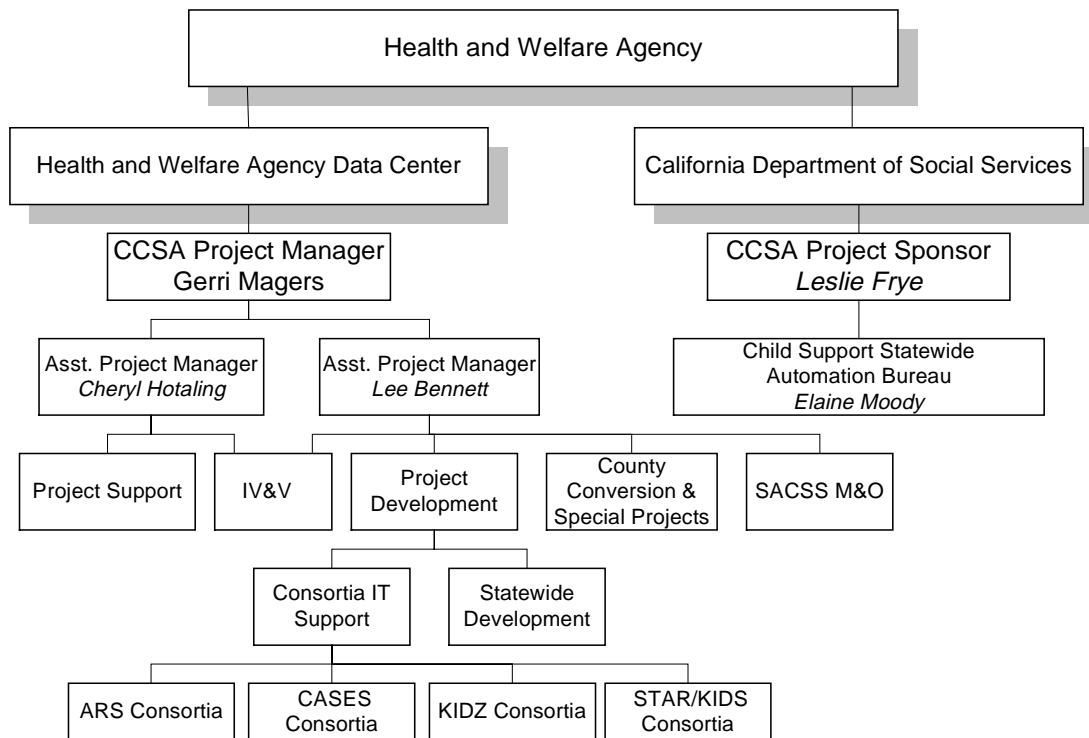 Health and Welfare Agency
Health and Welfare Agency Data Center
California Department of Social Services
CCSA Project Manager
Gerri Magers
CCSA Project Sponsor
Leslie Frye
Asst. Project Manager
Cheryl Hotaling
Asst. Project Manager
Lee Bennett
Child Support Statewide
Automation Bureau
Elaine Moody
Project Support
IV&V
Project
Development
County
Conversion &
Special Projects
SACSS M&O
Consortia IT
Support
Statewide
Development
ARS Consortia
CASES
Consortia
KIDZ Consortia
STAR/KIDS
Consortia